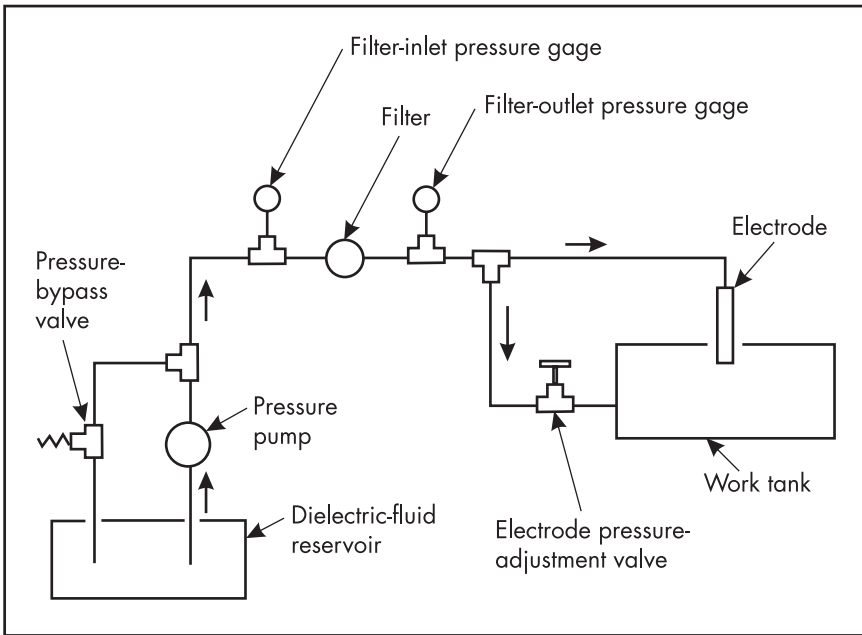 Filter-inlet pressure gage
Filter-outlet pressure gage
Filter
Electrode
Pressure-
bypass
valve
Pressure
pump
Work tank
Dielectric-fluid
reservoir
Electrode pressure-
adjustment valve